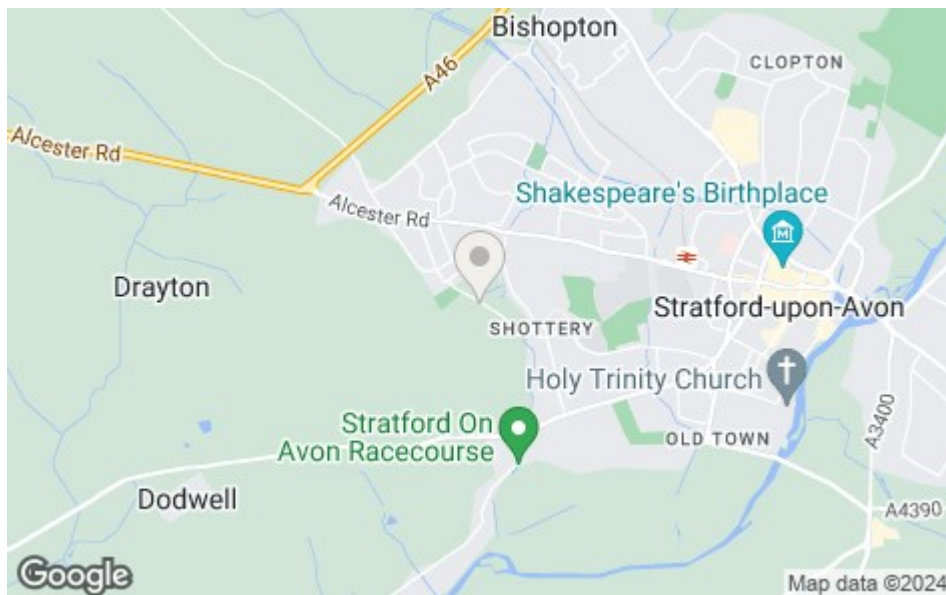 Bishopton
CLOPTON
A46
Alcester Rd
Shakespeare's Birthplace
Alcester Rd
Drayton
Stratford-upon-Avon
SHOTTERY
Holy Trinity Church
Stratford On
Avon Racecourse
OLD TOWN
A3400
Dodwell
A4390
Google
Map data ©2024